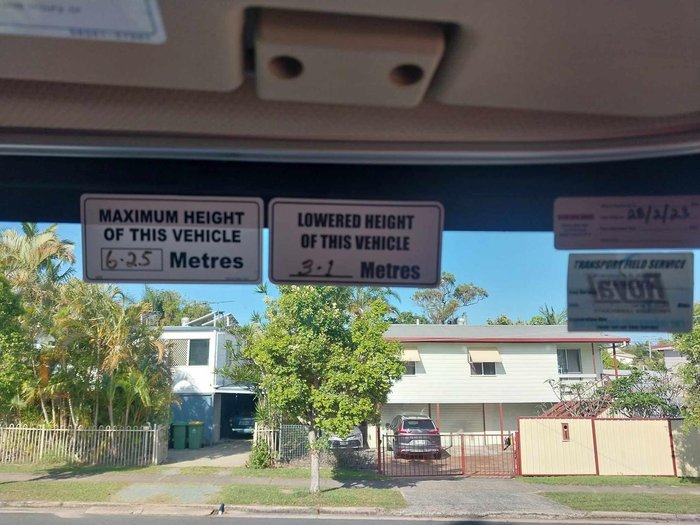 MAXIMUM HEIGHT
OF THIS VEHICLE
6.25 Metres
LOWERED HEIGHT
OF THIS VEHICLE
3.1 Metres
28/2/23
TRANSPORT FIELD SERVICE
Royal